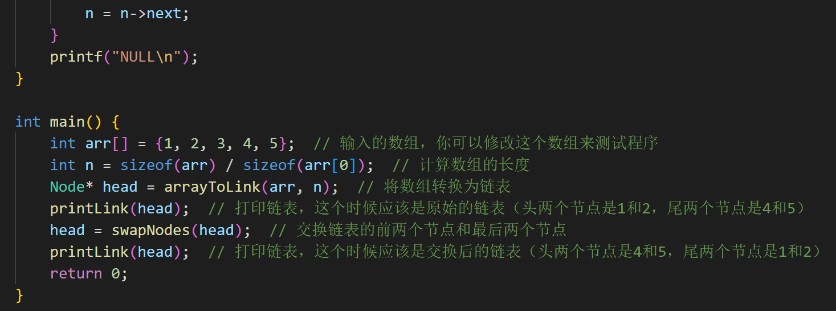 n = n->next;
}
printf("NULL\n");
}
int main() {
int arr[] = {1, 2, 3, 4, 5};  // 输入的数组，你可以修改这个数组来测试程序
int n = sizeof(arr) / sizeof(arr[0]);  // 计算数组的长度
Node* head = arrayToLink(arr, n);  // 将数组转换为链表
printLink(head);  // 打印链表，这个时候应该是原始的链表（头两个节点是1和2，尾两个节点是4和5）
head = swapNodes(head);  // 交换链表的前两个节点和最后两个节点
printLink(head);  // 打印链表，这个时候应该是交换后的链表（头两个节点是4和5，尾两个节点是1和2）
return 0;
}